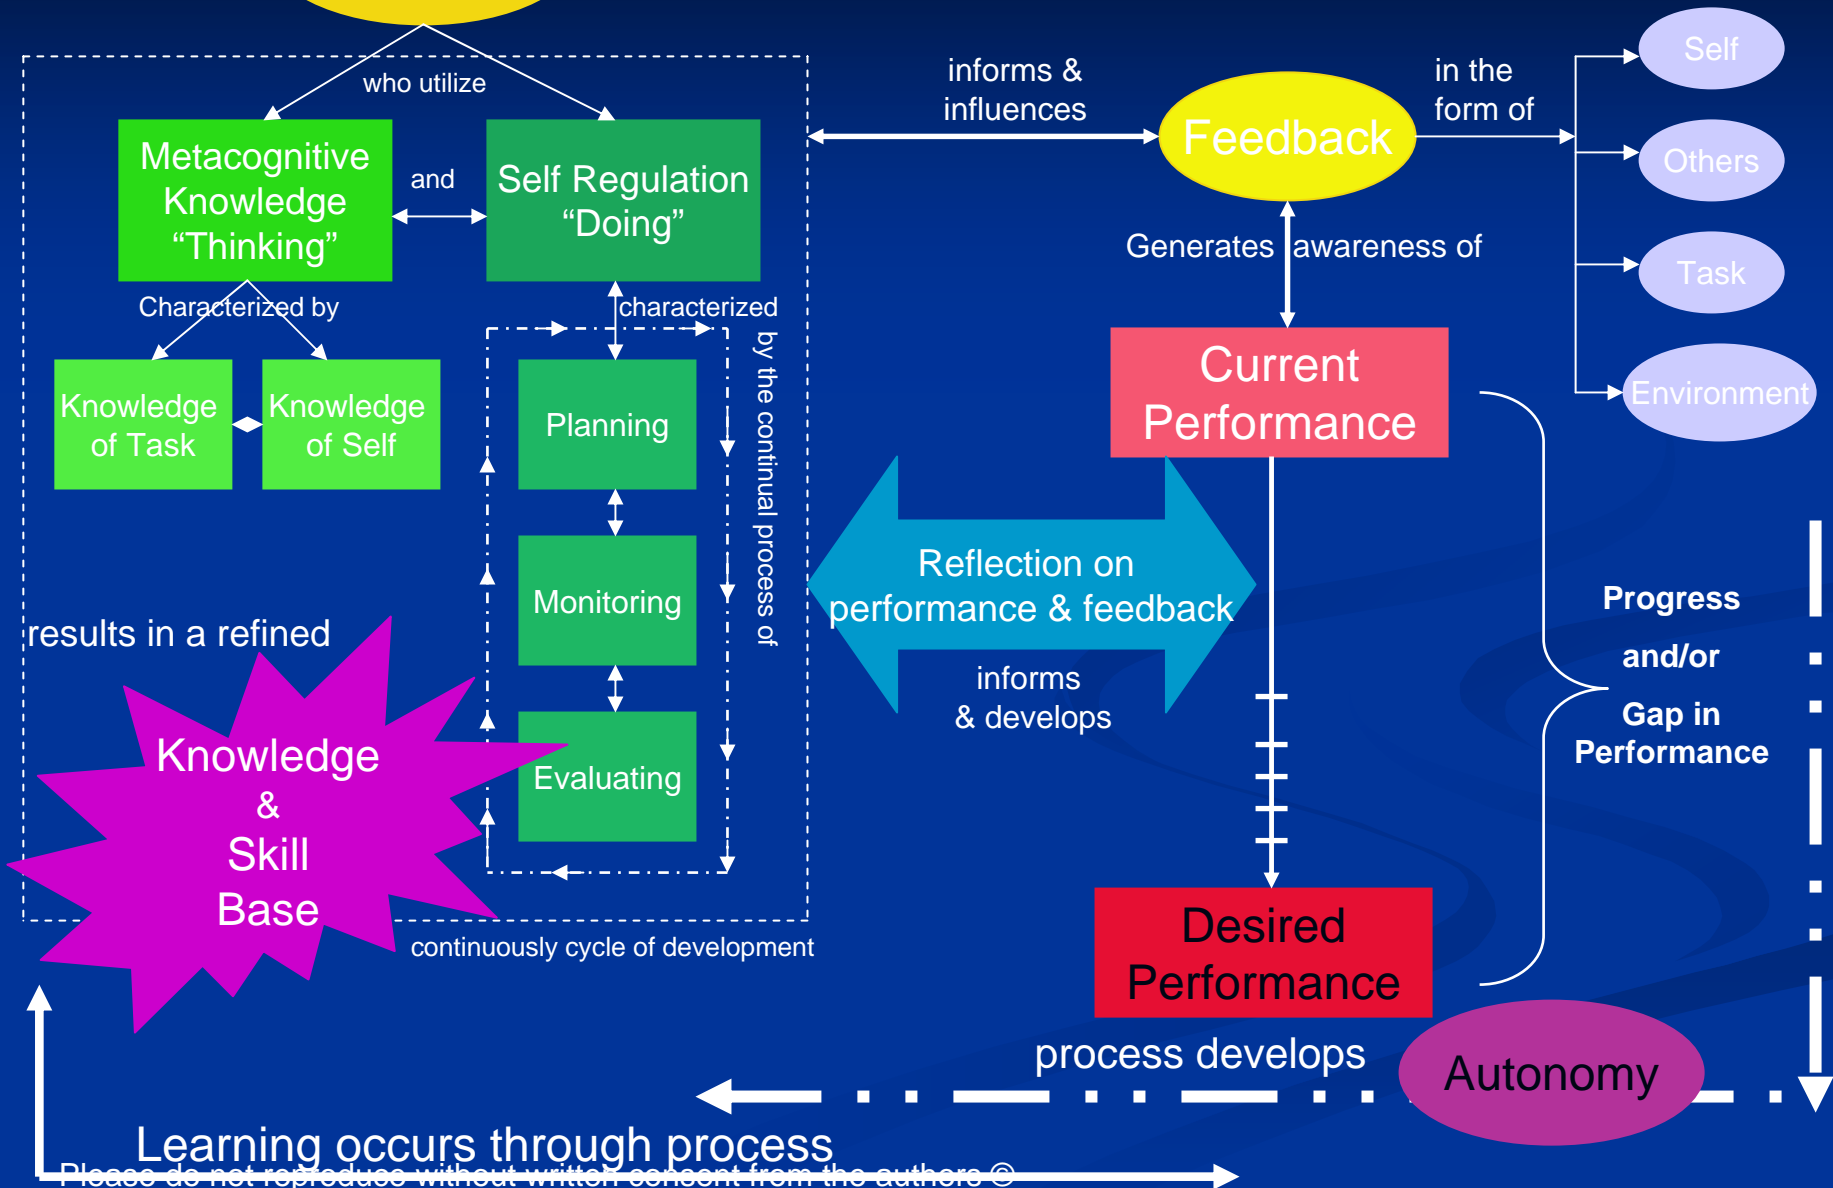 who utilize
Metacognitive
Knowledge
“Thinking”
and
Self Regulation
“Doing”
Characterized by
Knowledge
of Task
Knowledge
of Self
characterized
by the continual process of
Planning
Monitoring
Evaluating
results in a refined
Knowledge
&
Skill
Base
continuously cycle of development
informs &
influences
Feedback
in the
form of
Self
Others
Task
Environment
Generates awareness of
Current
Performance
Reflection on
performance & feedback
informs
& develops
Progress
and/or
Gap in
Performance
Desired
Performance
process develops
Autonomy
Learning occurs through process
Please do not reproduce without written consent from the authors ©